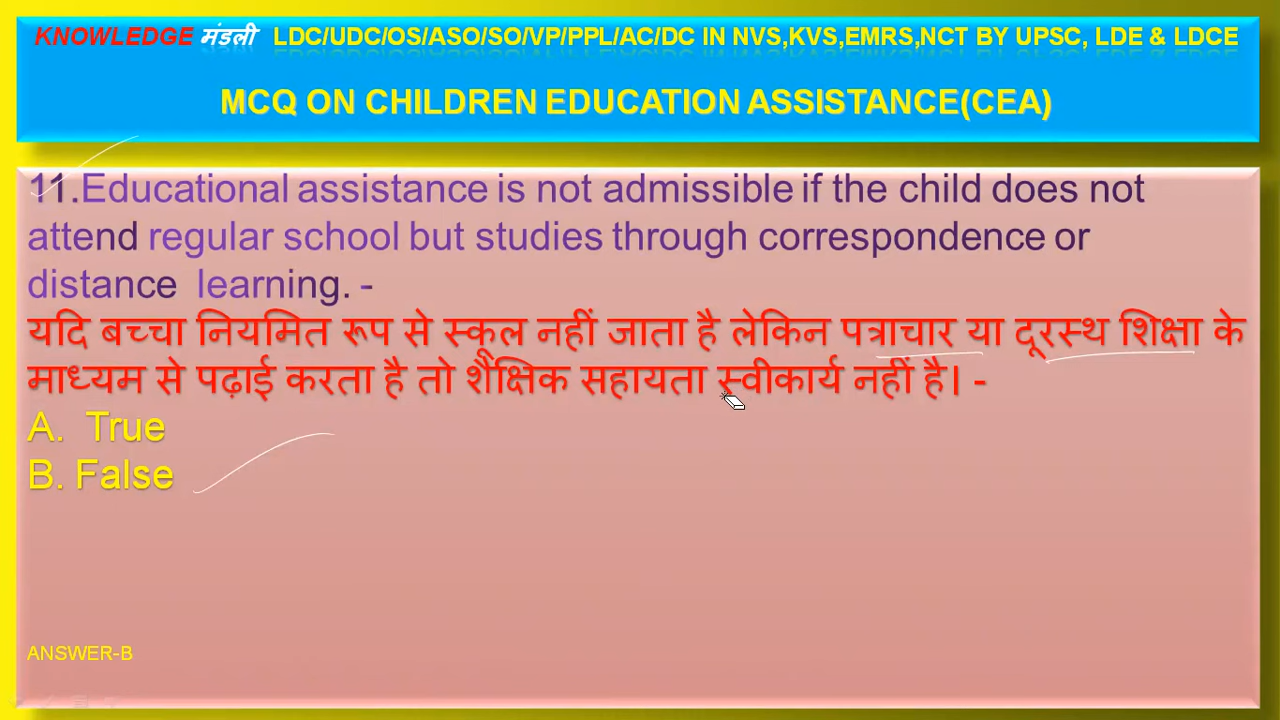 KNOWLEDGE मंडली LDC/UDC/OS/ASO/SO/VP/PPL/AC/DC IN NVS,KVS,EMRS,NCT BY UPSC, LDE & LDCE
MCQ ON CHILDREN EDUCATION ASSISTANCE(CEA)
11.Educational assistance is not admissible if the child does not
attend regular school but studies through correspondence or
distance learning. -
यदि बच्चा नियमित रूप से स्कूल नहीं जाता है लेकिन पत्राचार या दूरस्थ शिक्षा के
माध्यम से पढ़ाई करता है तो शैक्षिक सहायता स्वीकार्य नहीं है। -
A. True
B. False
ANSWER-B